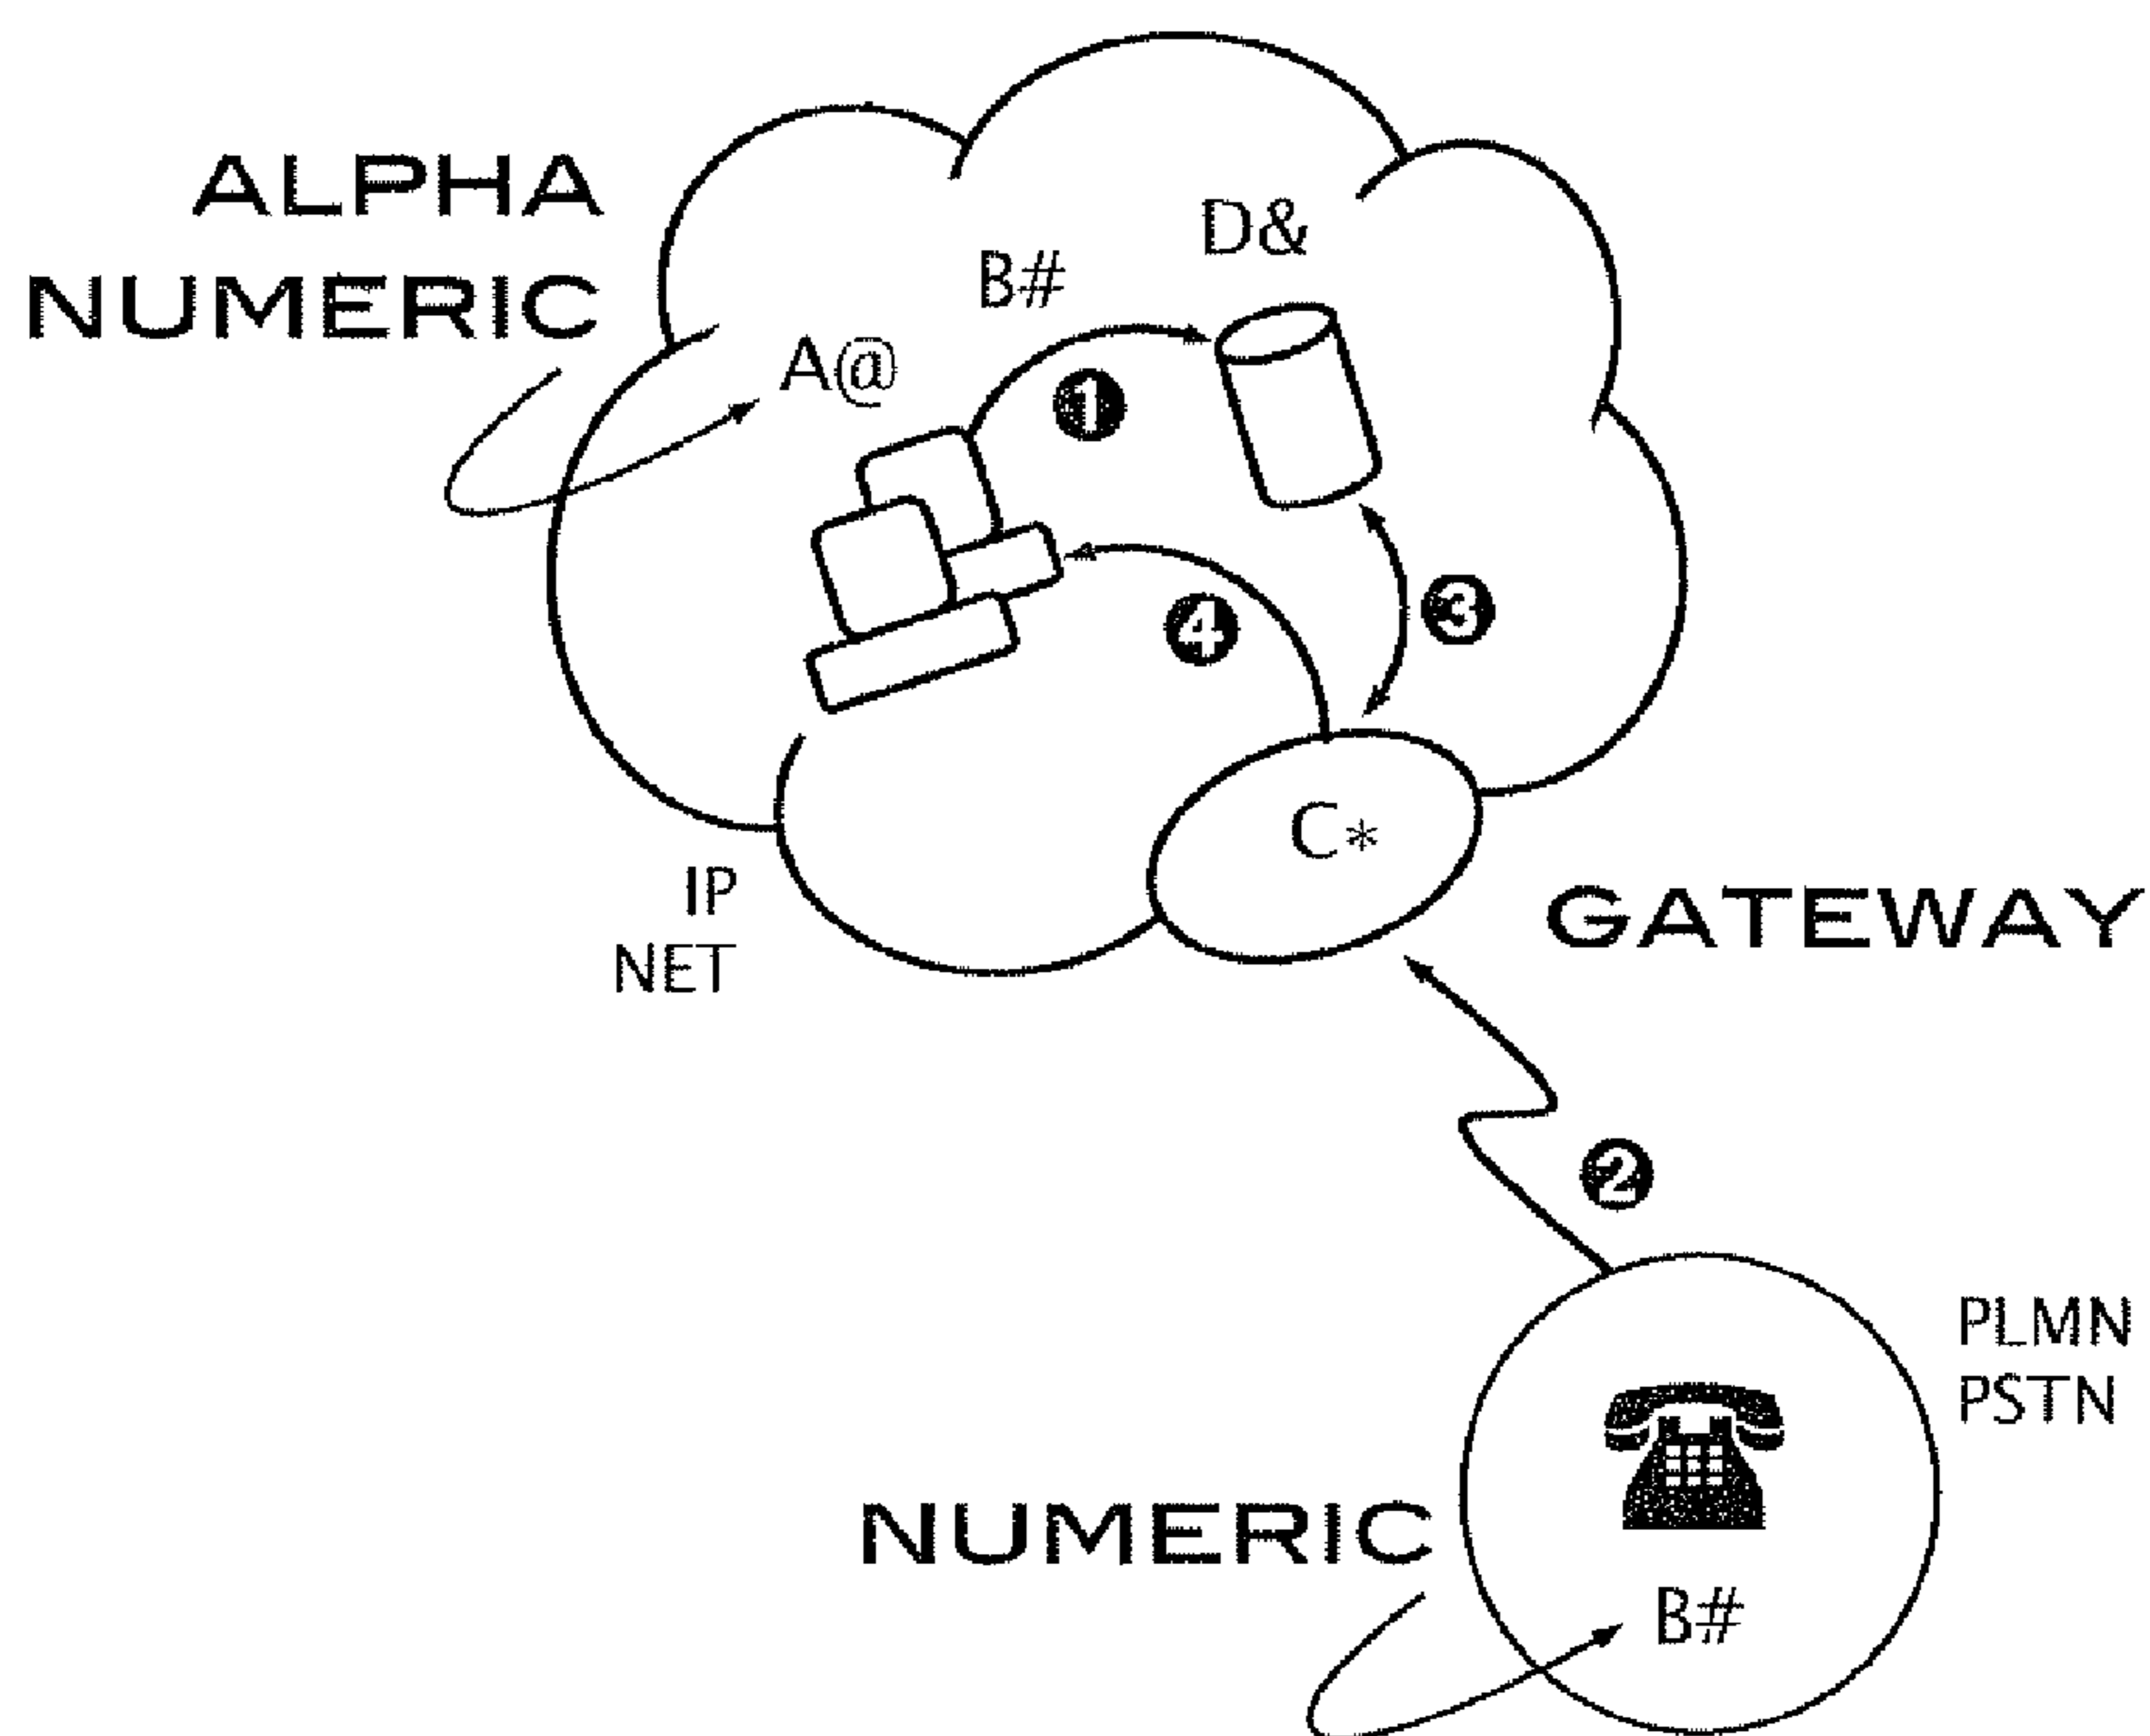 ALPHA
NUMERIC
D&
B#
A@
1
3
4
C*
IP
NET
GATEWAY
2
PLMN
PSTN
NUMERIC
B#